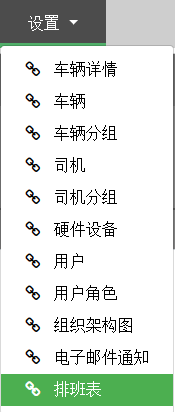 设置
车辆详情
车辆
车辆分组
司机
司机分组
硬件设备
用户
用户角色
组织架构图
电子邮件通知
排班表